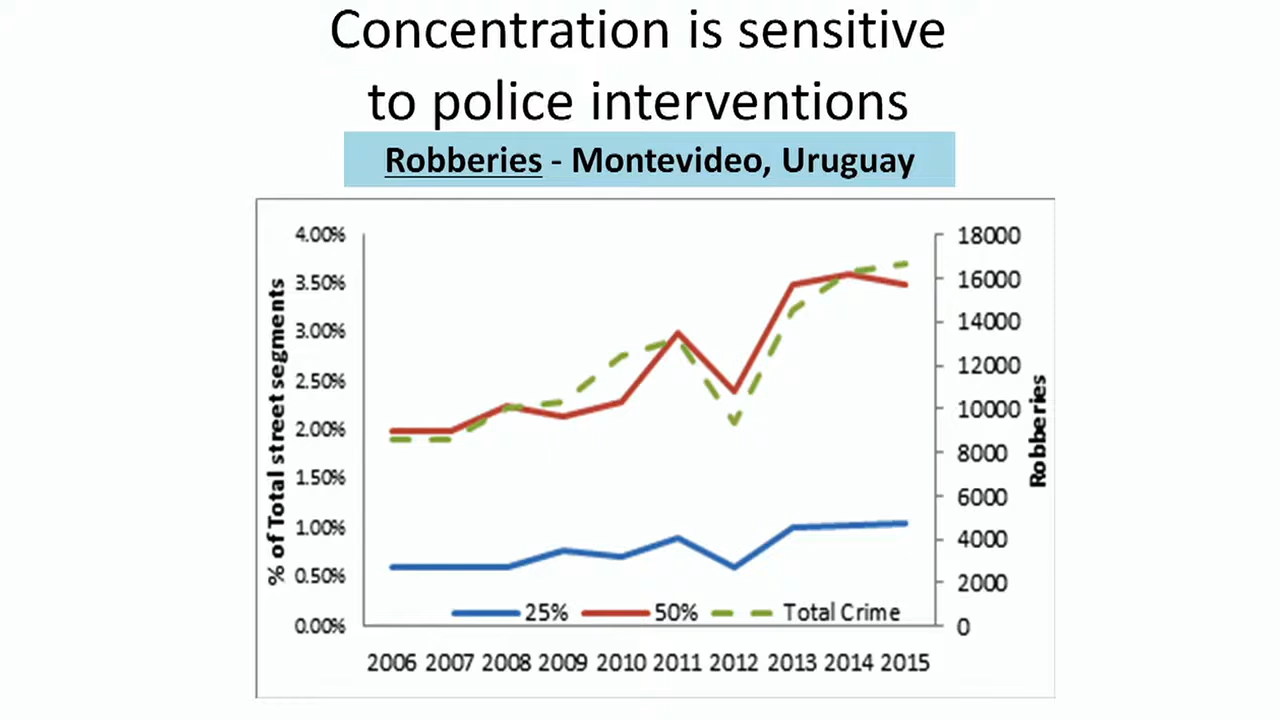 Concentration is sensitive
to police interventions
Robberies - Montevideo, Uruguay
% of Total street segments
4.00%
3.50%
3.00%
2.50%
2.00%
1.50%
1.00%
0.50%
0.00%
18000
16000
14000
12000
10000
8000
6000
4000
2000
0
Robberies
25% 50% Total Crime
2006 2007 2008 2009 2010 2011 2012 2013 2014 2015